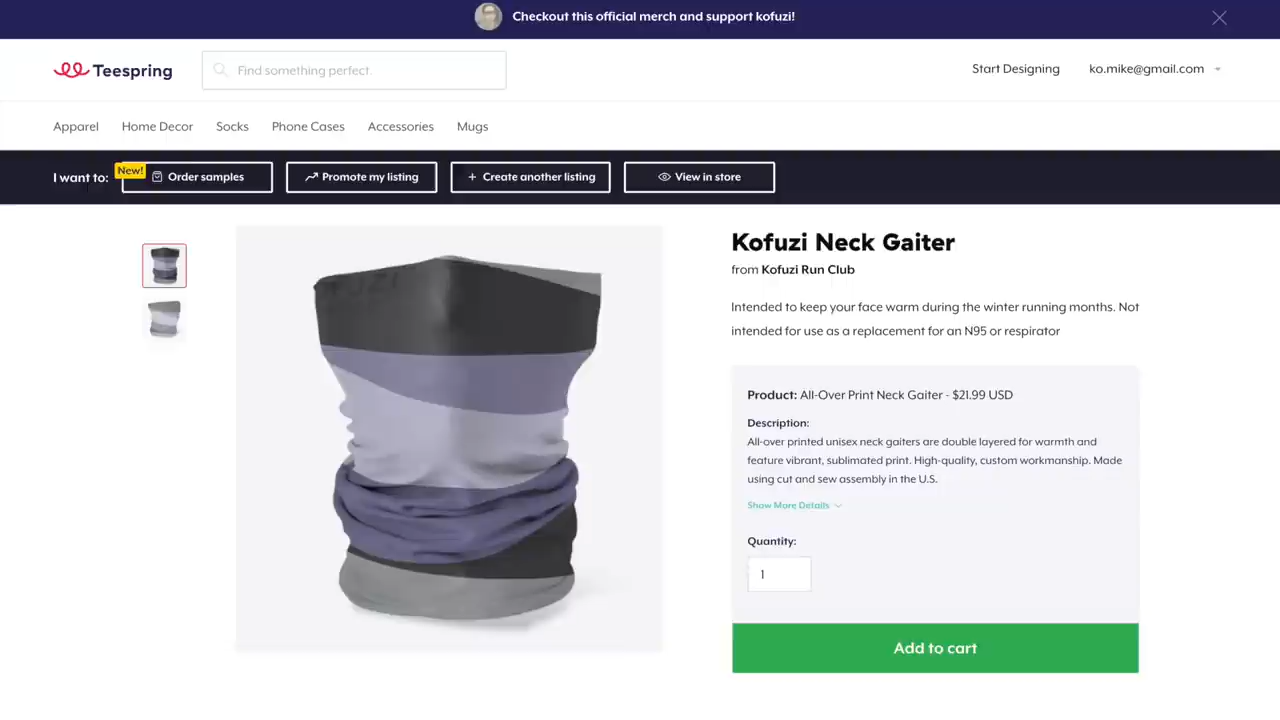 Checkout this official merch and support kofuzi!
Teespring
Find something perfect.
Start Designing
ko.mike@gmail.com
Apparel
Home Decor
Socks
Phone Cases
Accessories
Mugs
I want to:
New!
Order samples
Promote my listing
+ Create another listing
View in store
Kofuzi Neck Gaiter
from Kofuzi Run Club
Intended to keep your face warm during the winter running months. Not
intended for use as a replacement for an N95 or respirator
Product: All-Over Print Neck Gaiter - $21.99 USD
Description:
All-over printed unisex neck gaiters are double layered for warmth and
feature vibrant, sublimated print. High-quality, custom workmanship. Made
using cut and sew assembly in the U.S.
Show More Details
Quantity:
1
Add to cart